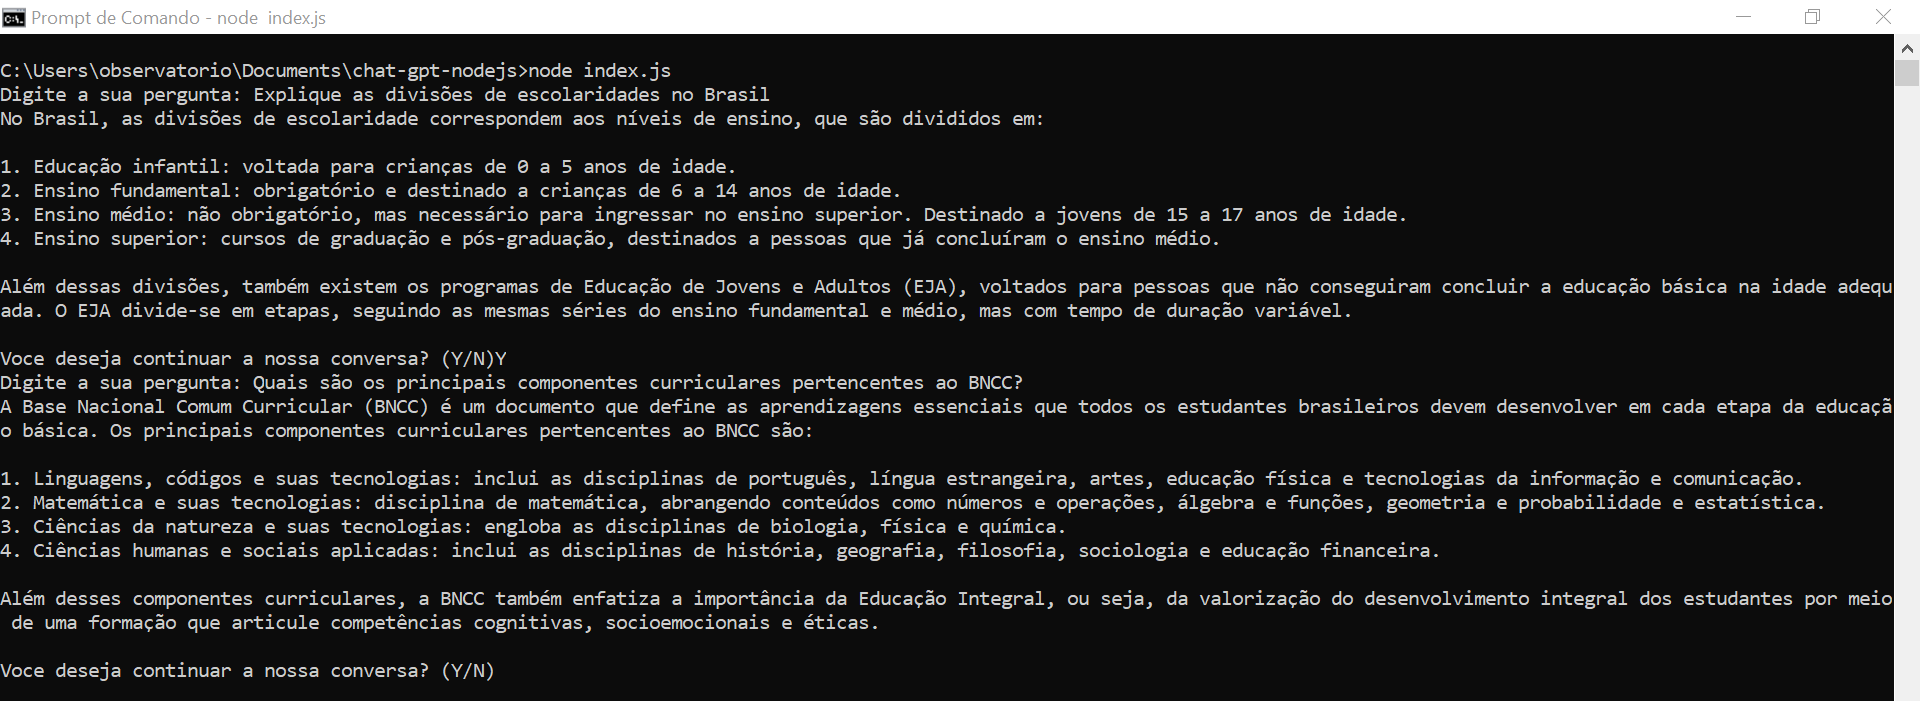 Prompt de Comando - node  index.js
C:\Users\observatorio\Documents\chat-gpt-nodejs>node index.js
Digite a sua pergunta: Explique as divisões de escolaridades no Brasil
No Brasil, as divisões de escolaridade correspondem aos níveis de ensino, que são divididos em:
1. Educação infantil: voltada para crianças de 0 a 5 anos de idade.
2. Ensino fundamental: obrigatório e destinado a crianças de 6 a 14 anos de idade.
3. Ensino médio: não obrigatório, mas necessário para ingressar no ensino superior. Destinado a jovens de 15 a 17 anos de idade.
4. Ensino superior: cursos de graduação e pós-graduação, destinados a pessoas que já concluíram o ensino médio.
Além dessas divisões, também existem os programas de Educação de Jovens e Adultos (EJA), voltados para pessoas que não conseguiram concluir a educação básica na idade adequ
ada. O EJA divide-se em etapas, seguindo as mesmas séries do ensino fundamental e médio, mas com tempo de duração variável.
Voce deseja continuar a nossa conversa? (Y/N)Y
Digite a sua pergunta: Quais são os principais componentes curriculares pertencentes ao BNCC?
A Base Nacional Comum Curricular (BNCC) é um documento que define as aprendizagens essenciais que todos os estudantes brasileiros devem desenvolver em cada etapa da educaçã
o básica. Os principais componentes curriculares pertencentes ao BNCC são:
1. Linguagens, códigos e suas tecnologias: inclui as disciplinas de português, língua estrangeira, artes, educação física e tecnologias da informação e comunicação.
2. Matemática e suas tecnologias: disciplina de matemática, abrangendo conteúdos como números e operações, álgebra e funções, geometria e probabilidade e estatística.
3. Ciências da natureza e suas tecnologias: engloba as disciplinas de biologia, física e química.
4. Ciências humanas e sociais aplicadas: inclui as disciplinas de história, geografia, filosofia, sociologia e educação financeira.
Além desses componentes curriculares, a BNCC também enfatiza a importância da Educação Integral, ou seja, da valorização do desenvolvimento integral dos estudantes por meio
 de uma formação que articule competências cognitivas, socioemocionais e éticas.
Voce deseja continuar a nossa conversa? (Y/N)